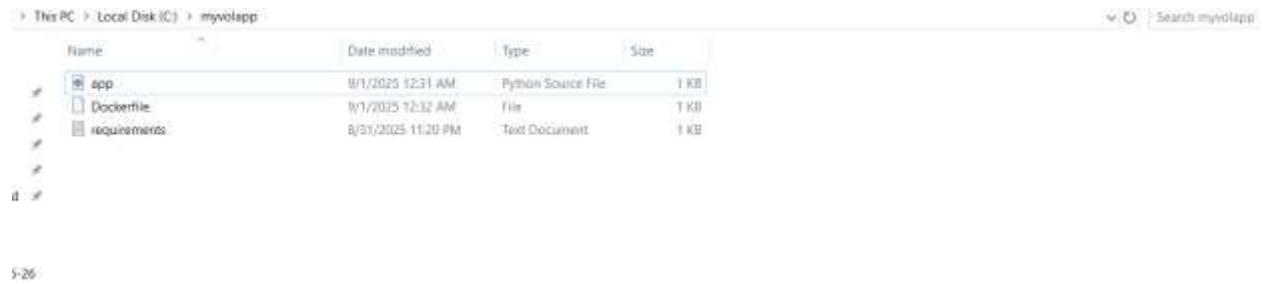 > This PC > Local Disk (C:) > myvolapp
Search myvolapp
Name Date modified Type Size
app 9/1/2025 12:31 AM Python Source File 1 KB
Dockerfile 9/1/2025 12:32 AM File 1 KB
requirements 8/31/2025 11:20 PM Text Document 1 KB
d
5-26